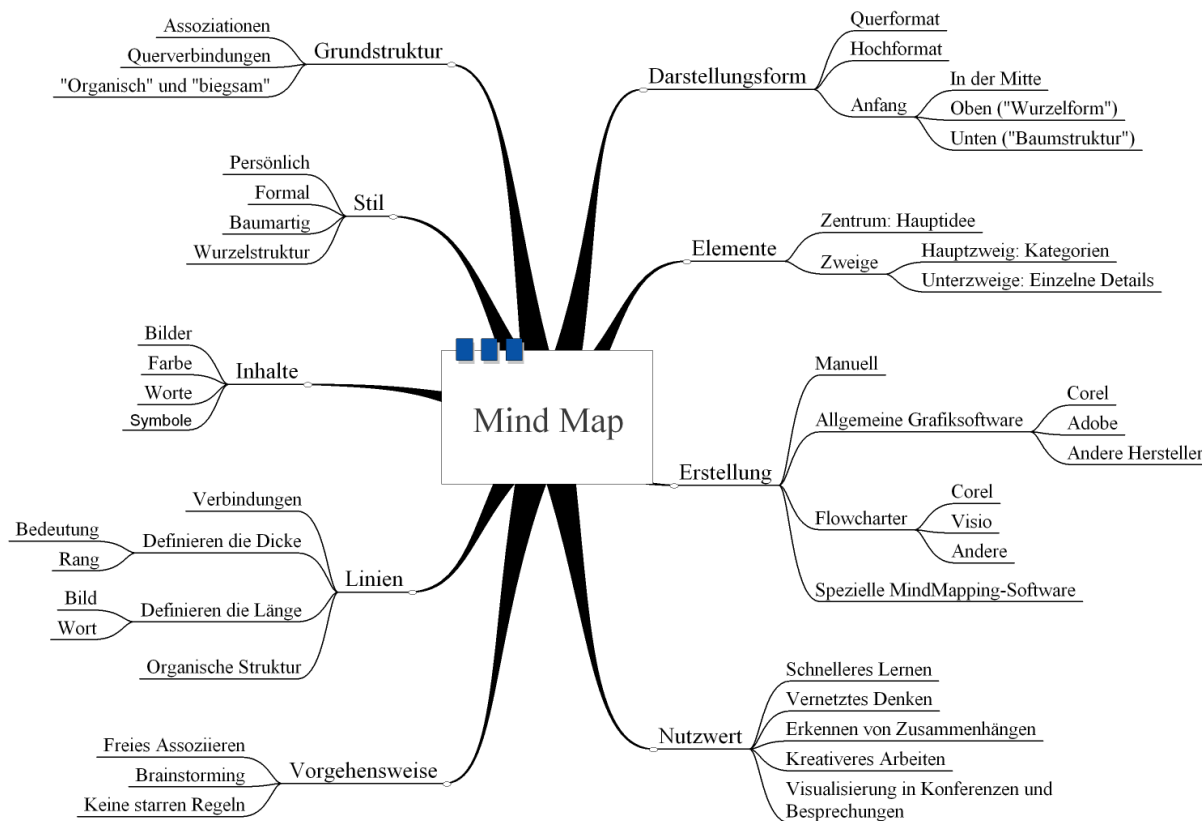 Mind Map
Grundstruktur
Assoziationen
Querverbindungen
"Organisch" und "biegsam"
Stil
Persönlich
Formal
Baumartig
Wurzelstruktur
Inhalte
Bilder
Farbe
Worte
Symbole
Linien
Verbindungen
Definieren die Dicke
Bedeutung
Rang
Definieren die Länge
Bild
Wort
Organische Struktur
Vorgehensweise
Freies Assoziieren
Brainstorming
Keine starren Regeln
Darstellungsform
Querformat
Hochformat
Anfang
In der Mitte
Oben ("Wurzelform")
Unten ("Baumstruktur")
Elemente
Zentrum: Hauptidee
Zweige
Hauptzweig: Kategorien
Unterzweige: Einzelne Details
Erstellung
Manuell
Allgemeine Grafiksoftware
Corel
Adobe
Andere Hersteller
Flowcharter
Corel
Visio
Andere
Spezielle MindMapping-Software
Nutzwert
Schnelleres Lernen
Vernetztes Denken
Erkennen von Zusammenhängen
Kreativeres Arbeiten
Visualisierung in Konferenzen und
Besprechungen